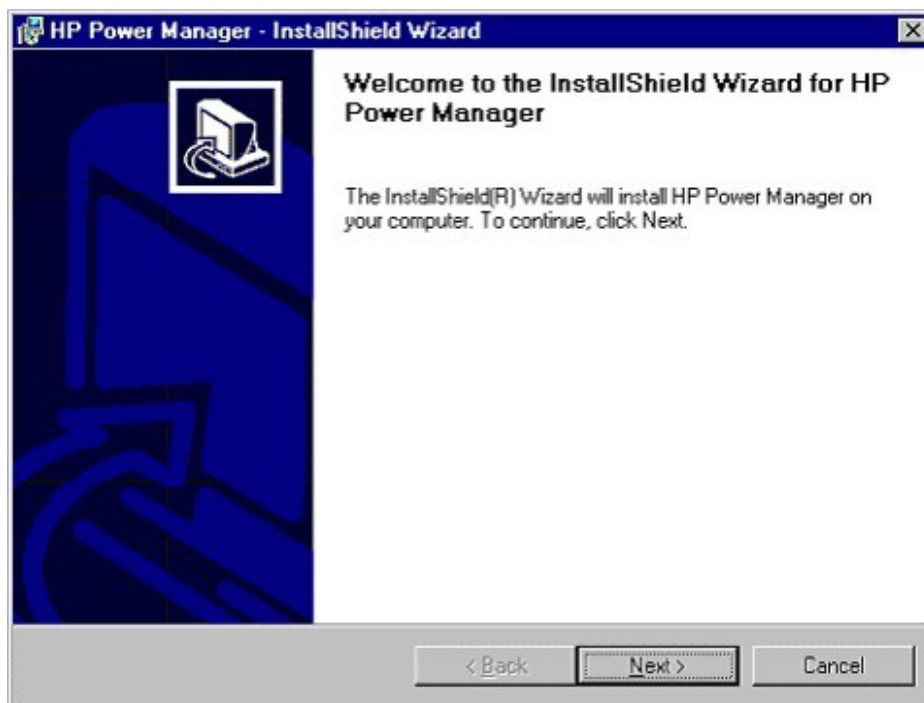 HP Power Manager - InstallShield Wizard
Welcome to the InstallShield Wizard for HP
Power Manager
The InstallShield(R) Wizard will install HP Power Manager on
your computer. To continue, click Next.
< Back
Next >
Cancel